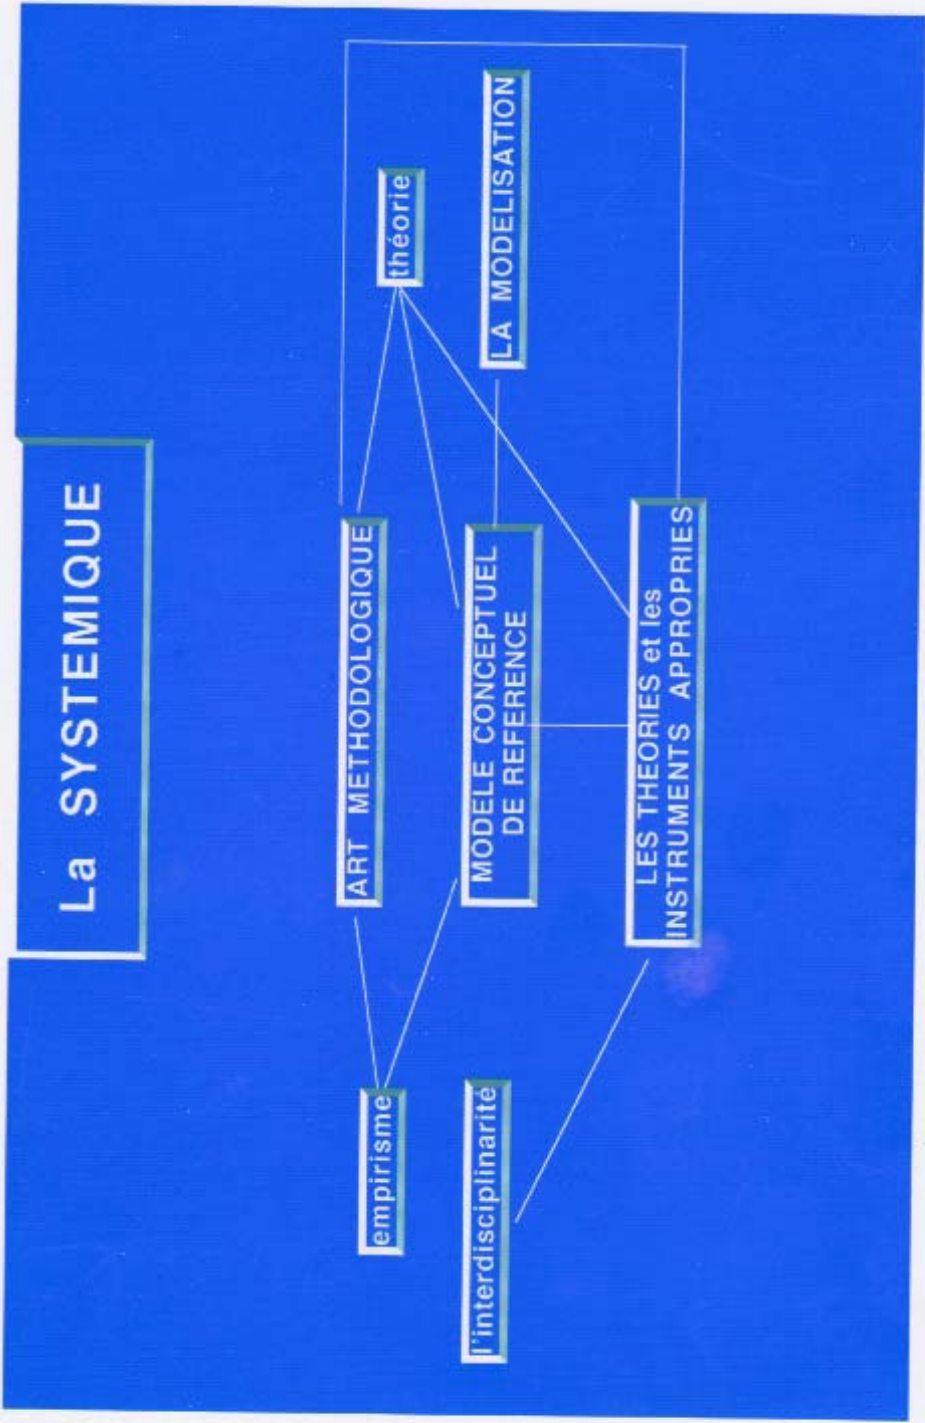 La SYSTEMIQUE
ART METHODOLOGIQUE
empirisme
théorie
MODELE CONCEPTUEL
DE REFERENCE
l'interdisciplinarité
LA MODELISATION
LES THEORIES et les
INSTRUMENTS APPROPRIES